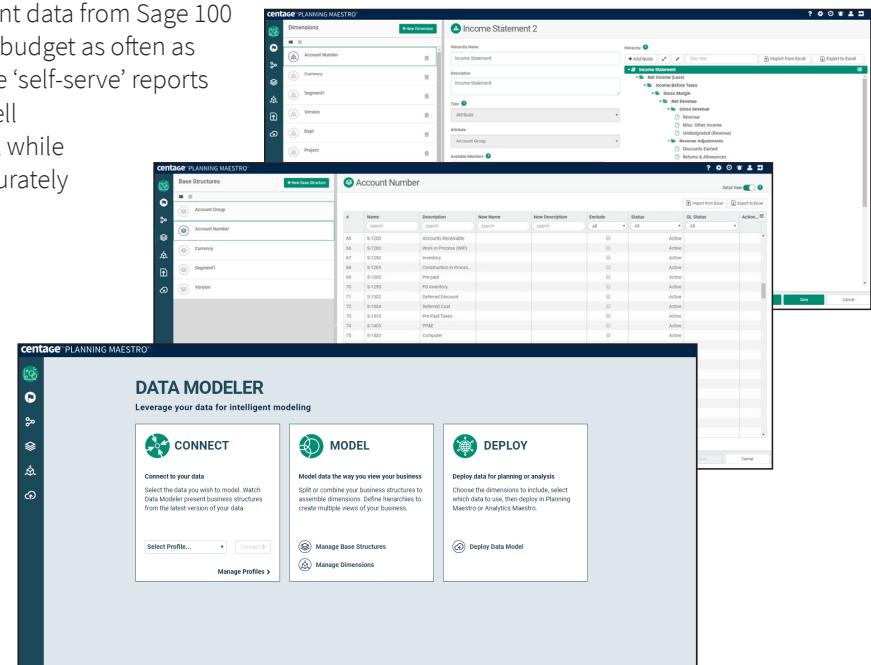 nt data from Sage 100
budget as often as
e ‘self-serve’ reports
ell
, while
urately
centage™ PLANNING MAESTRO™
Dimensions
+ New Dimension
Account Number
Currency
Segment1
Version
Dept
Project
Income Statement 2
Hierarchy Name
Income Statement
Description
Income Statement
Type
Attribute
Attribute
Account Group
Available Members
Hierarchy
+ Add Node
Import from Excel
Export to Excel
Income Statement
Net Income (Loss)
Income Before Taxes
Gross Margin
Net Revenue
Gross Revenue
Revenue
Misc. Other Income
Undesignated (Revenue)
Revenue Adjustments
Discounts Earned
Returns & Allowances
Save Cancel
centage™ PLANNING MAESTRO™
Base Structures
+ New Base Structure
Account Group
Account Number
Currency
Segment1
Version
Account Number
Detail View
Import from Excel Export to Excel
# Name Description New Name New Description Exclude Status GL Status Action...
search search search search all All All
65 S-1200 Accounts Receivable Active
66 S-1260 Work in Process (WIP) Active
67 S-1250 Inventory Active
68 S-1265 Construction in Proces... Active
69 S-1300 Pre-paid Active
70 S-1295 FG Inventory Active
71 S-1302 Deferred Discount Active
72 S-1304 Deferred Cost Active
73 S-1310 Pre-Paid Taxes Active
74 S-1400 PP&E Active
75 S-1420 Computer Active
Cancel
centage™ PLANNING MAESTRO™
DATA MODELER
Leverage your data for intelligent modeling
CONNECT
Connect to your data
Select the data you wish to model. Watch
Data Modeler present business structures
from the latest version of your data.
Select Profile...
Connect >
Manage Profiles >
MODEL
Model data the way you view your business
Split or combine your business structures to
assemble dimensions. Define hierarchies to
create multiple views of your business.
Manage Base Structures
Manage Dimensions
DEPLOY
Deploy data for planning or analysis
Choose the dimensions to include, select
which data to use, then deploy in Planning
Maestro or Analytics Maestro.
Deploy Data Model